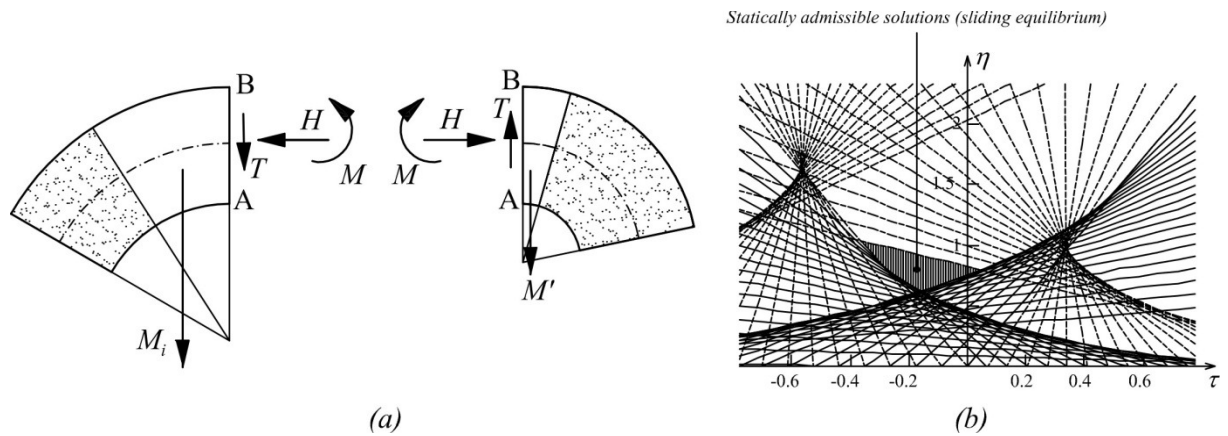 Statically admissible solutions (sliding equilibrium)
B
H
T
M
A
M_i
B
H
T
M
A
M'
η
2
1.5
1
-0.6
-0.4
-0.2
0.2
0.4
0.6
τ
(a)
(b)